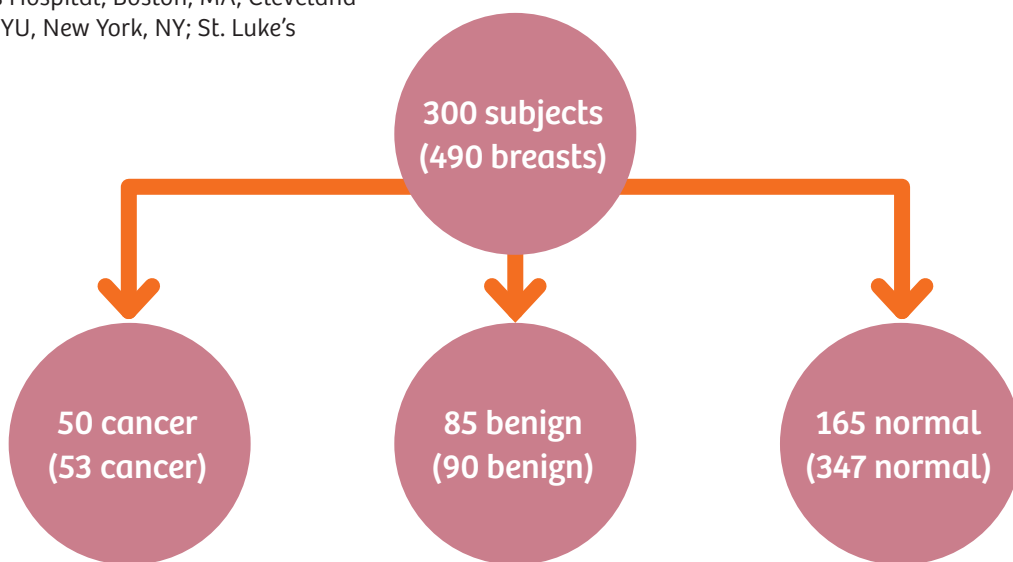 Hospital, Boston, MA; Cleveland
YU, New York, NY; St. Luke's
300 subjects
(490 breasts)
50 cancer
(53 cancer)
85 benign
(90 benign)
165 normal
(347 normal)